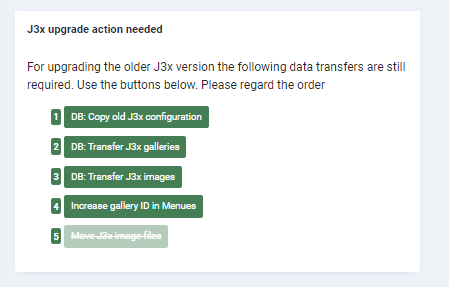 J3x upgrade action needed
For upgrading the older J3x version the following data transfers are still
required. Use the buttons below. Please regard the order
1 DB: Copy old J3x configuration
2 DB: Transfer J3x galleries
3 DB: Transfer J3x images
4 Increase gallery ID in Menues
5 Move J3x image files